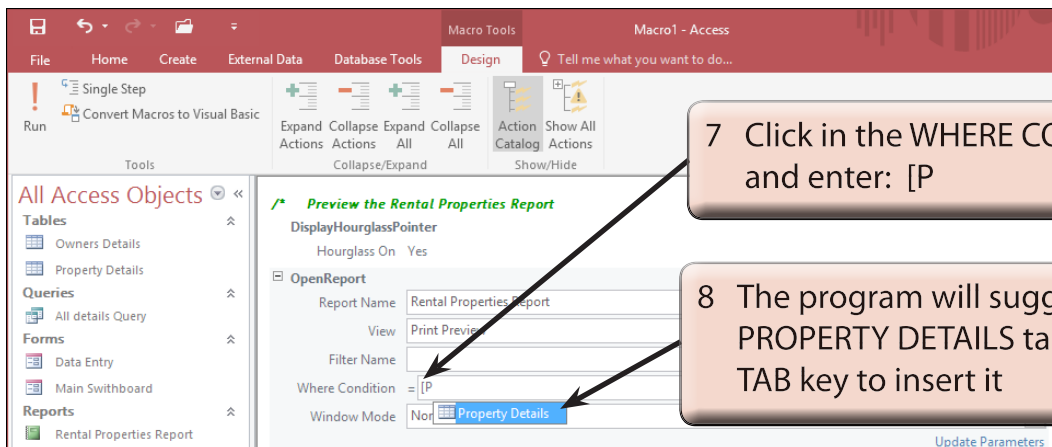 Macro Tools
Macro1 - Access
File Home Create External Data Database Tools Design Tell me what you want to do...
Run
Single Step
Convert Macros to Visual Basic
Tools
Expand Actions
Collapse Actions
Expand All
Collapse All
Collapse/Expand
Action Catalog
Show All Actions
Show/Hide
7 Click in the WHERE CO
and enter: [P
All Access Objects
Tables
Owners Details
Property Details
Queries
All details Query
Forms
Data Entry
Main Swithboard
Reports
Rental Properties Report
/* Preview the Rental Properties Report
DisplayHourglassPointer
Hourglass On Yes
OpenReport
Report Name Rental Properties Report
View Print Preview
Filter Name
Where Condition = [P
Property Details
Window Mode Nor
Update Parameters
8 The program will sugg
PROPERTY DETAILS ta
TAB key to insert it